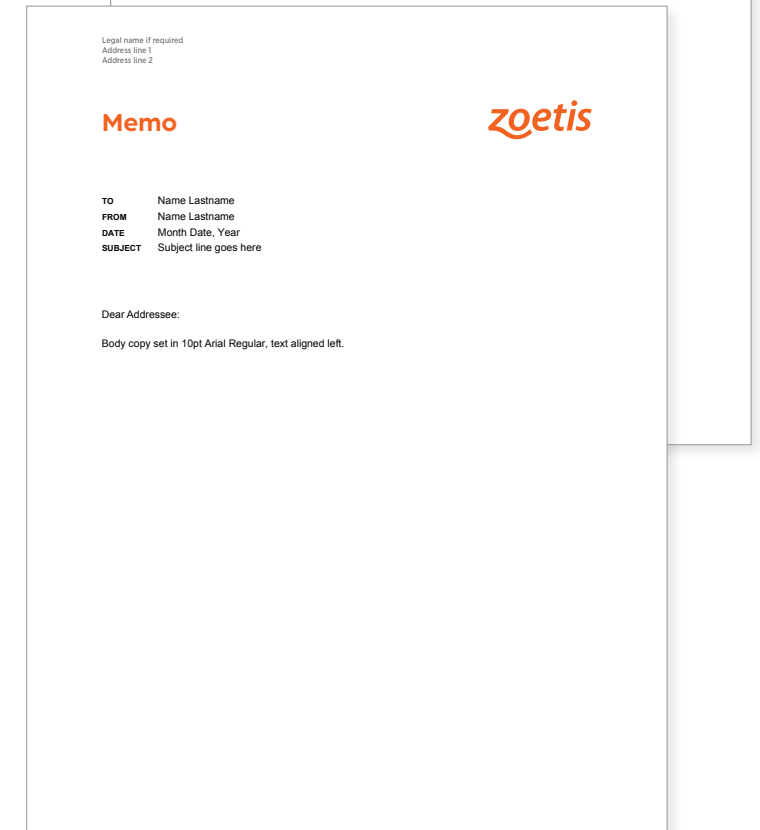 Legal name if required
Address line 1
Address line 2
Memo
zoetis
TO Name Lastname
FROM Name Lastname
DATE Month Date, Year
SUBJECT Subject line goes here
Dear Addressee:
Body copy set in 10pt Arial Regular, text aligned left.